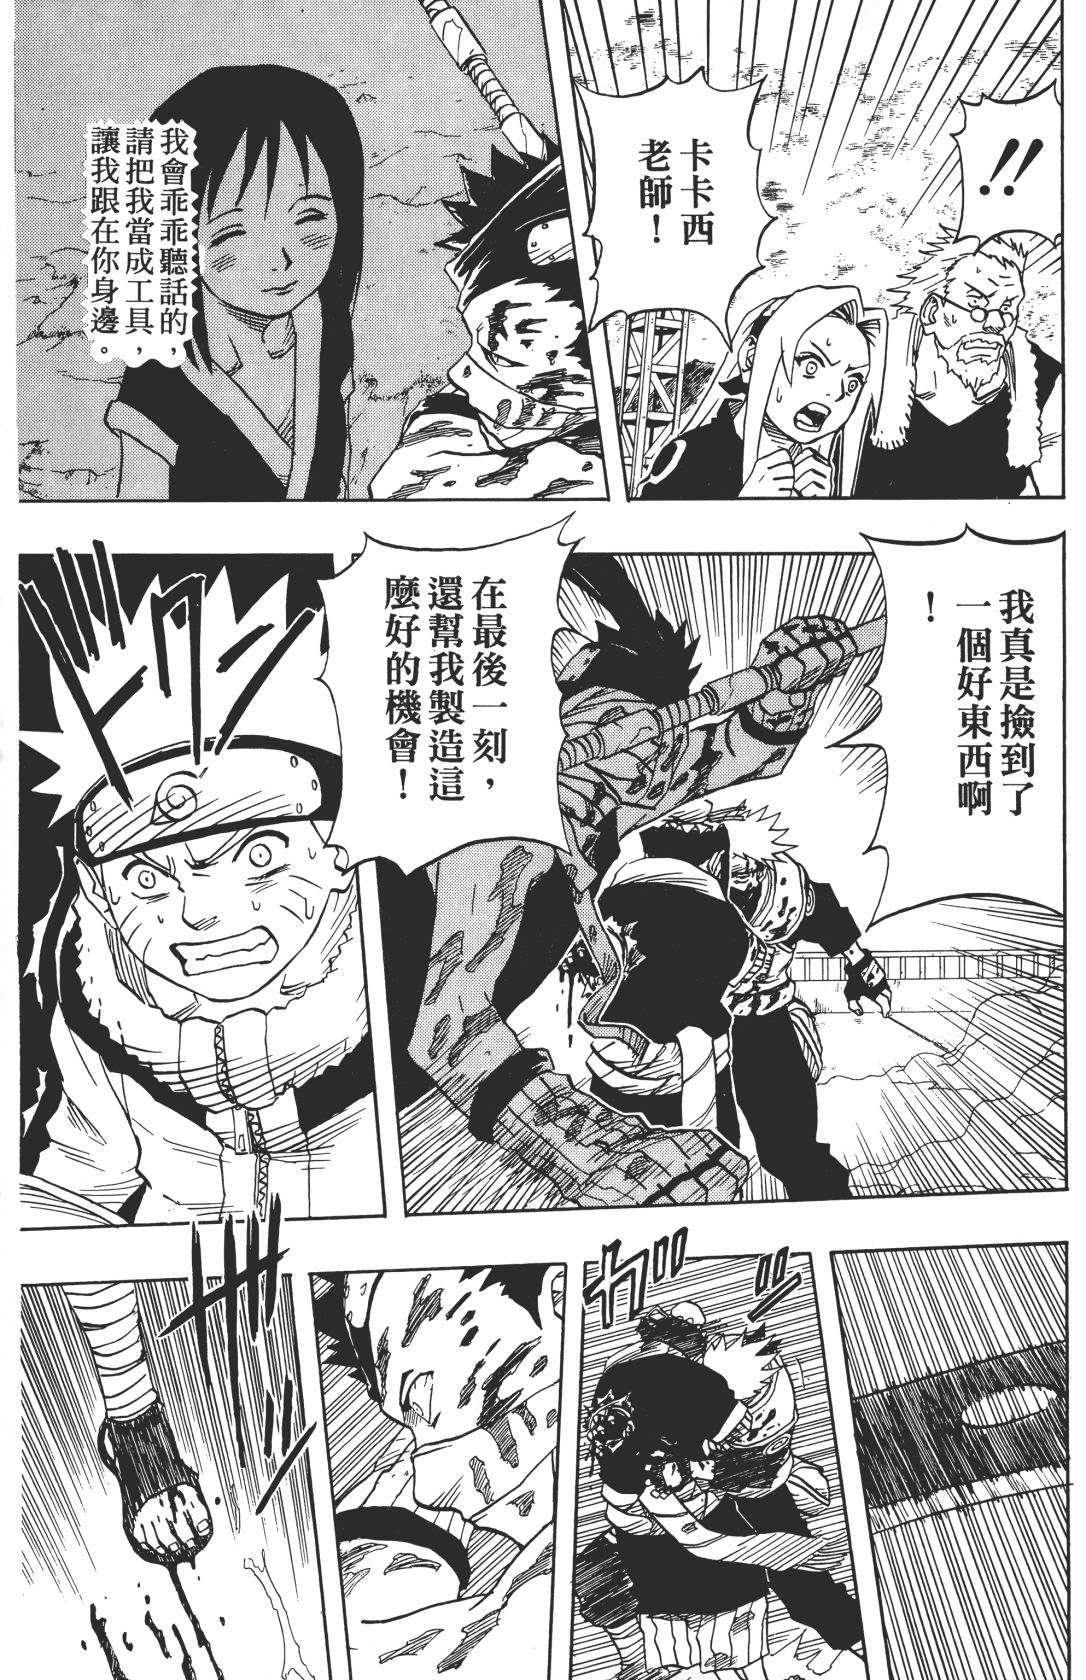 !!
卡卡西
老師！
我會乖乖聽話的，
請把我當成工具，
讓我跟在你身邊。
我真是撿到了
一個好東西啊
！
在最後一刻，
還幫我製造這
麼好的機會！
ドクン
ガバッ